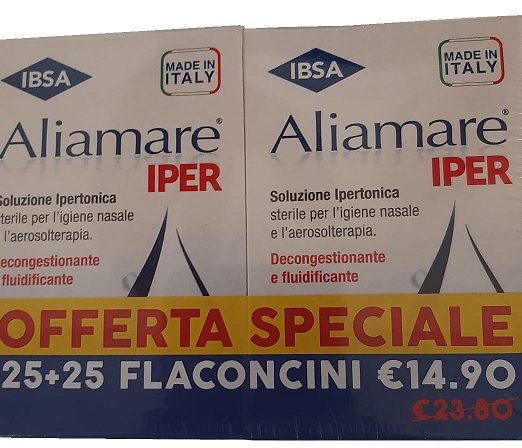 IBSA
MADE IN
ITALY
Aliamare®
IPER
Soluzione Ipertonica
sterile per l'igiene nasale
e l'aerosolterapia.
Decongestionante
e fluidificante
IBSA
MADE IN
ITALY
Aliamare®
IPER
Soluzione Ipertonica
sterile per l'igiene nasale
e l'aerosolterapia.
Decongestionante
e fluidificante
OFFERTA SPECIALE
25+25 FLACONCINI €14.90
€23.80